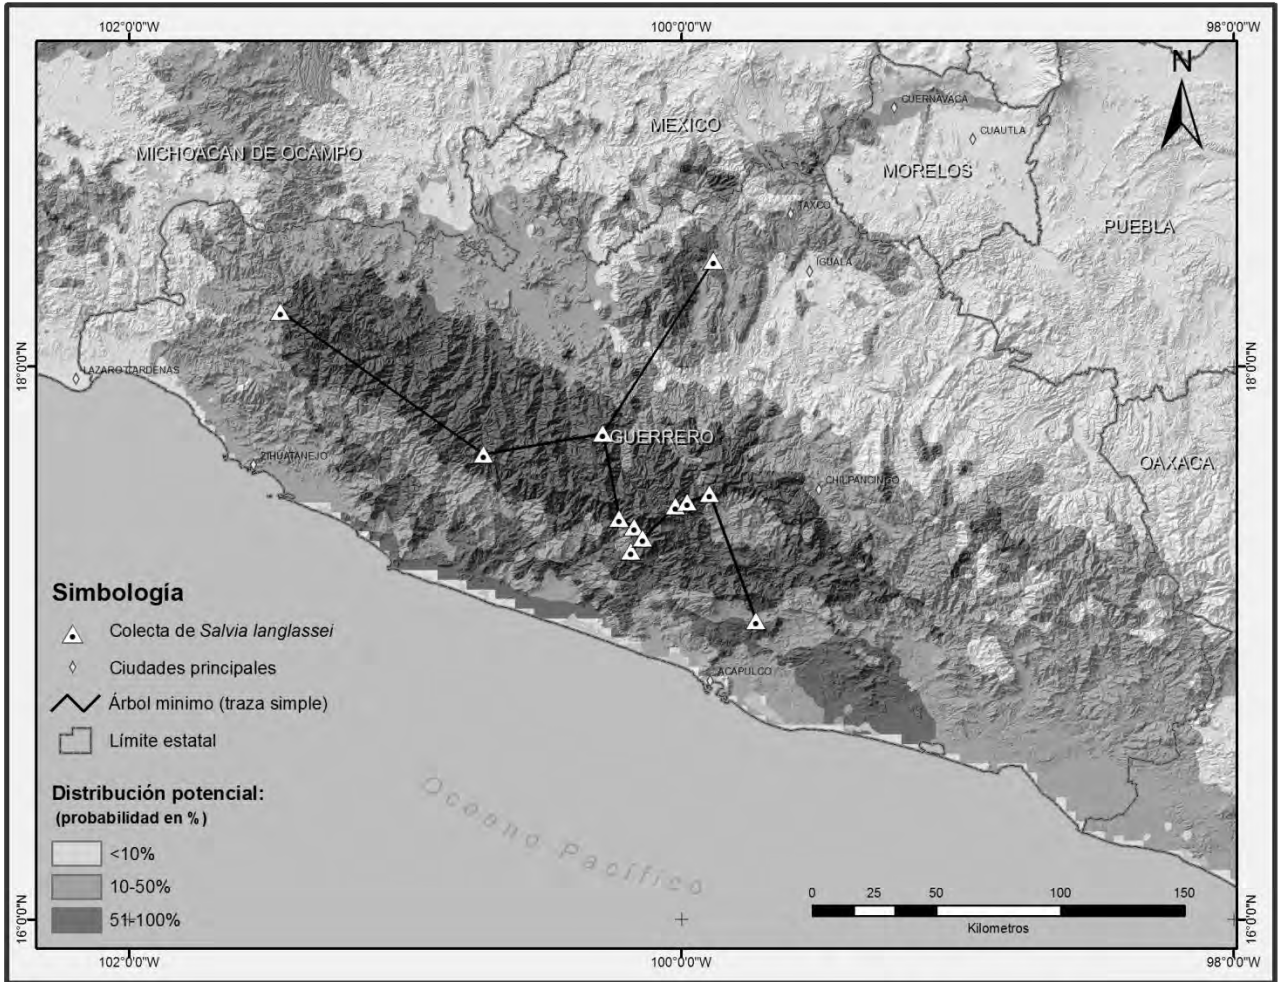 102°0'0"W 100°0'0"W 98°0'0"W
N
CUERNAVACA
MEXICO
CUAUTLA
MICHOACAN DE OCAMPO
MORELOS
TAXCO
PUEBLA
IGUALA
18°0'0"N 18°0'0"N
LAZARO CARDENAS
GUERRERO
ZIHUATANEJO
OAXACA
CHILPANCINGO
Simbología
Colecta de Salvia langlassei
Ciudades principales
ACAPULCO
Árbol minimo (traza simple)
Límite estatal
Distribución potencial:
(probabilidad en %)
<10%
10-50%
51-100%
Oceano Pacífico
0 25 50 100 150
Kilometros
16°0'0"N 16°0'0"N
102°0'0"W 100°0'0"W 98°0'0"W